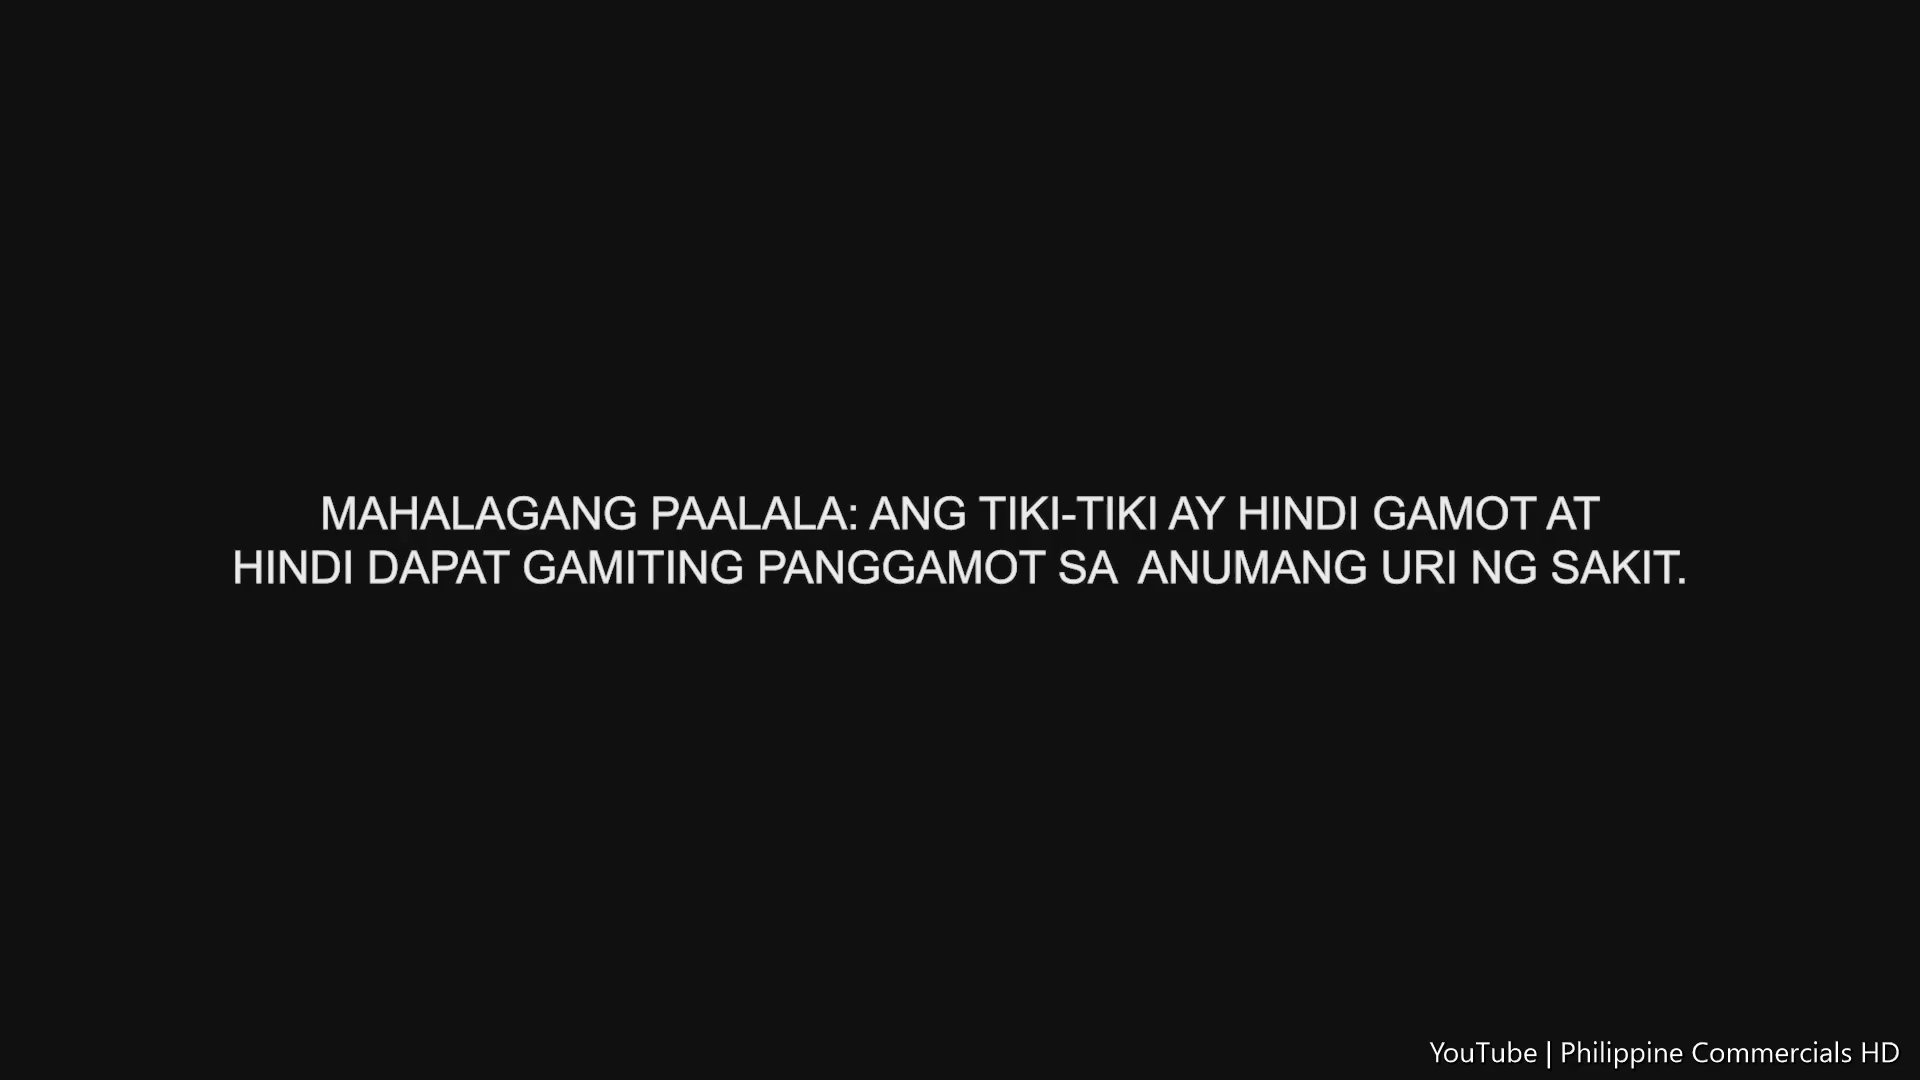 MAHALAGANG PAALALA: ANG TIKI-TIKI AY HINDI GAMOT AT
HINDI DAPAT GAMITING PANGGAMOT SA ANUMANG URI NG SAKIT.
YouTube | Philippine Commercials HD